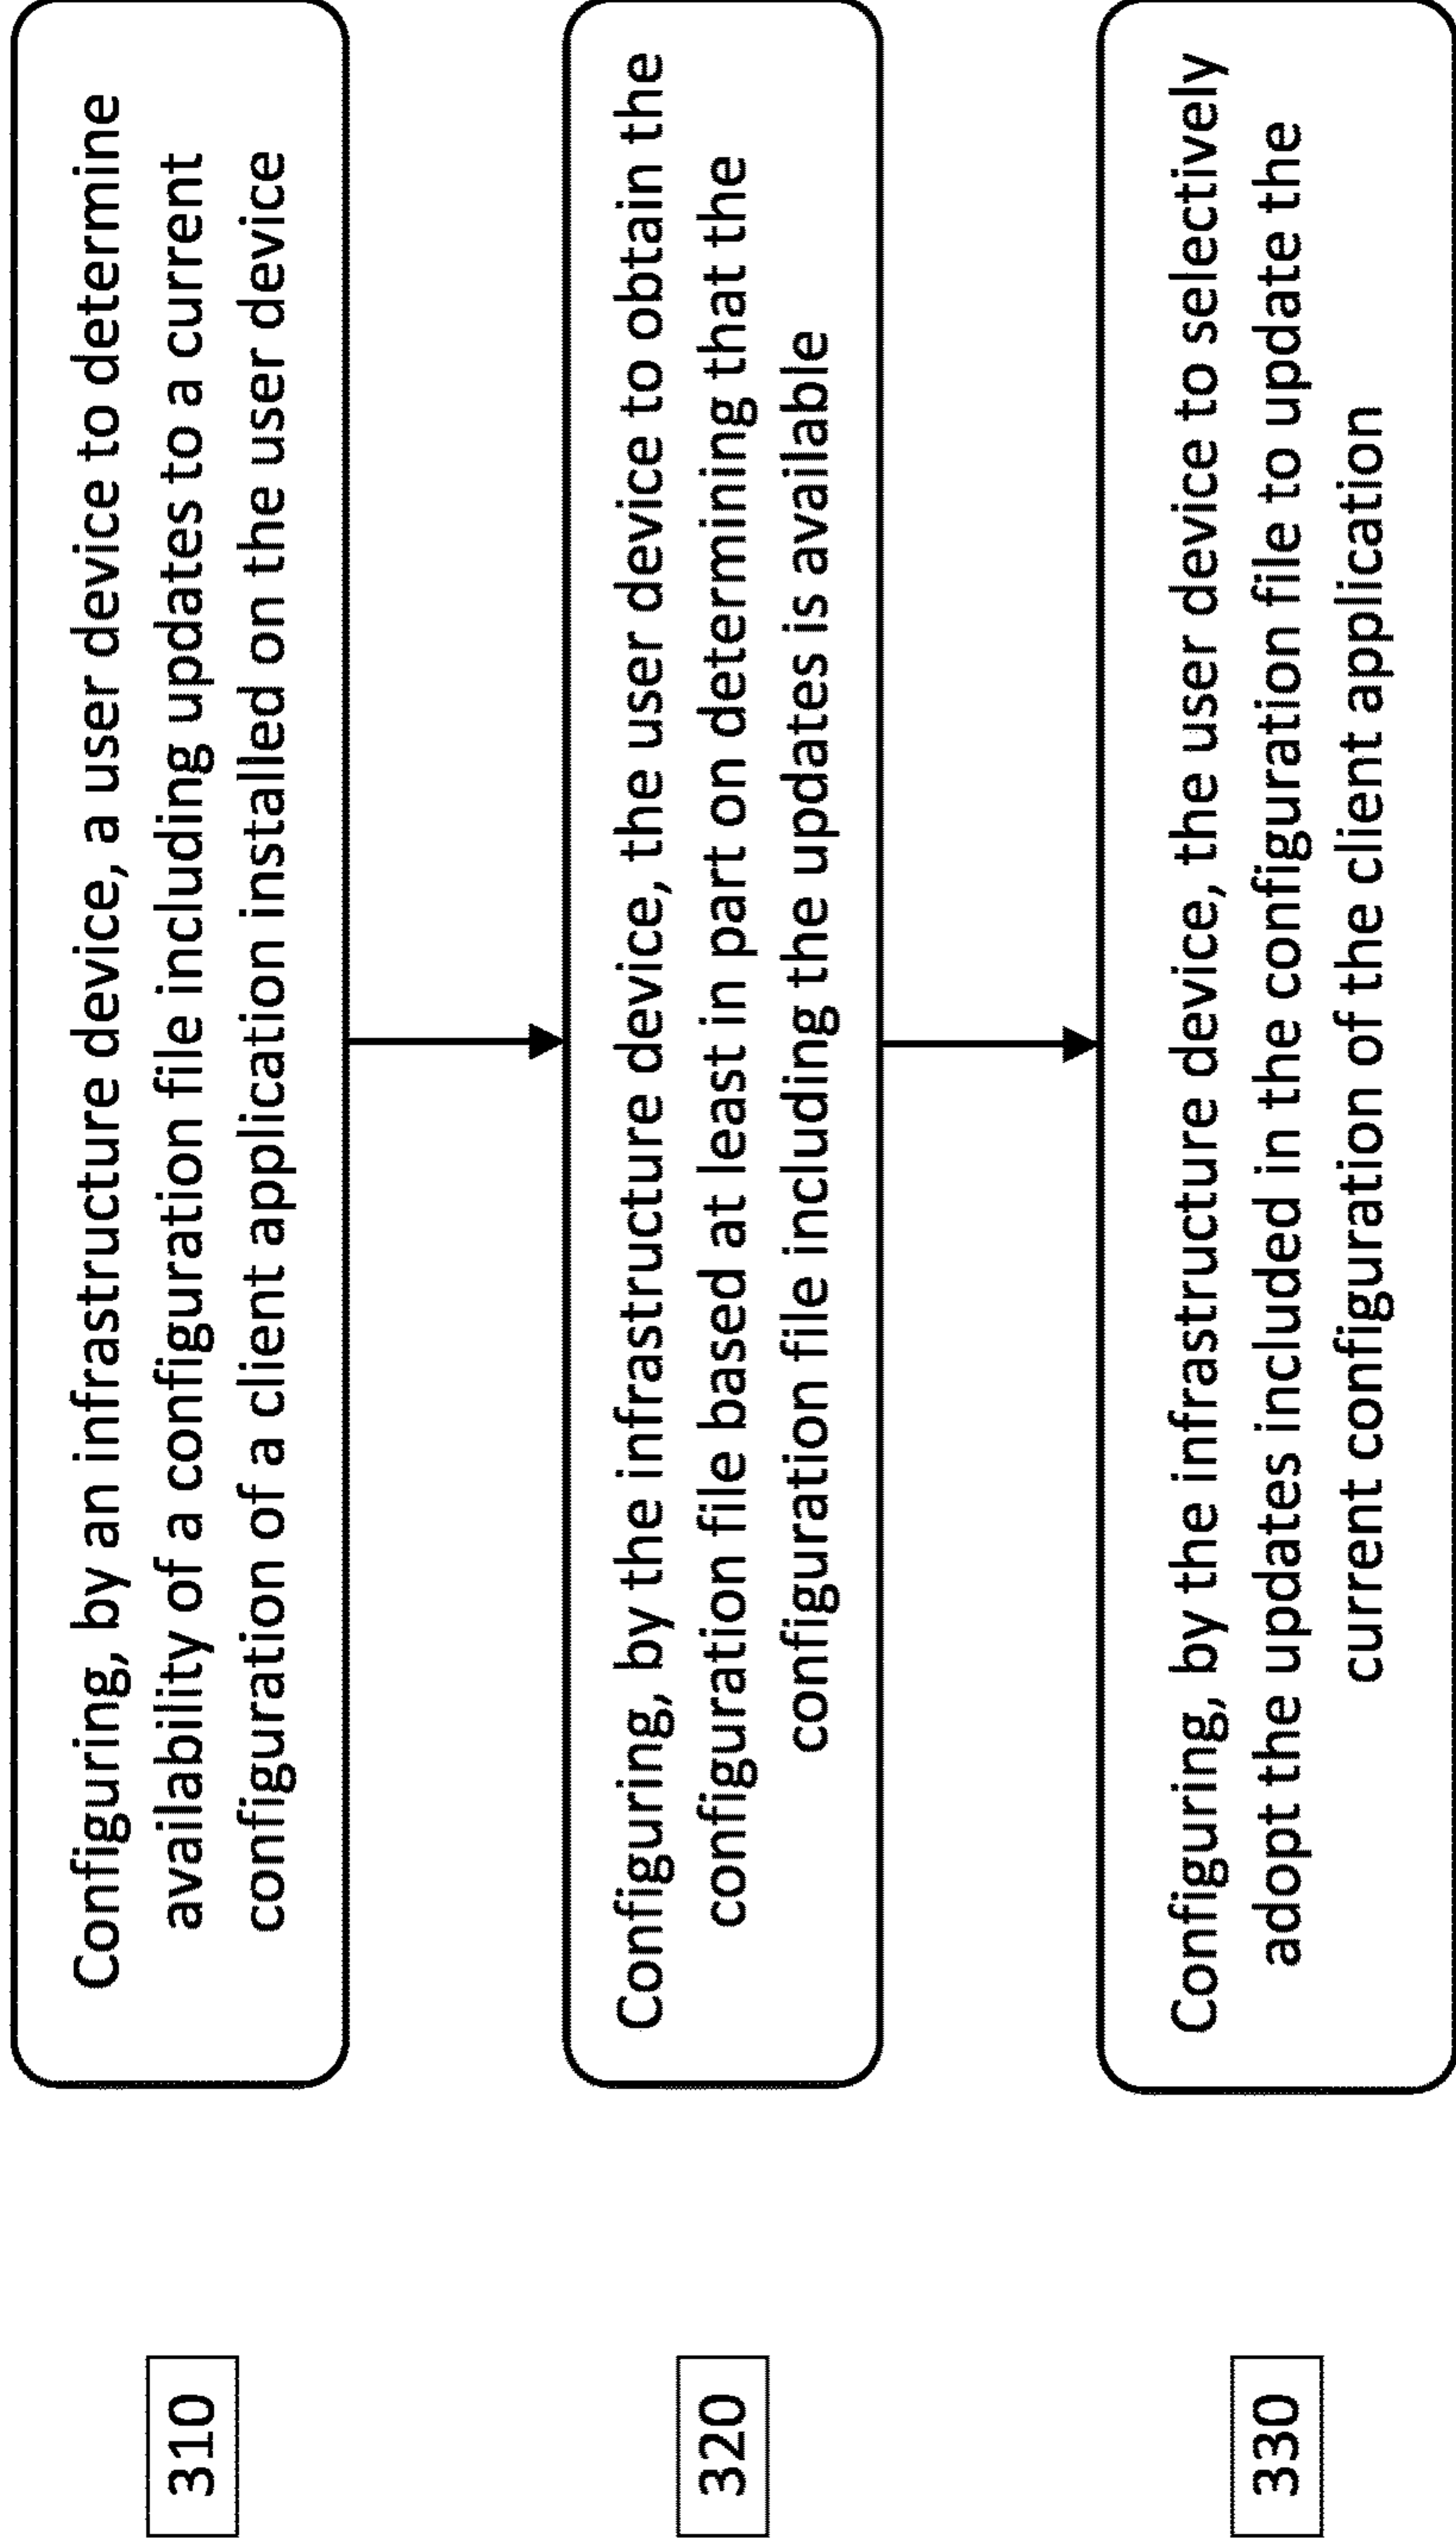 310
Configuring, by an infrastructure device, a user device to determine
availability of a configuration file including updates to a current
configuration of a client application installed on the user device
320
Configuring, by the infrastructure device, the user device to obtain the
configuration file based at least in part on determining that the
configuration file including the updates is available
330
Configuring, by the infrastructure device, the user device to selectively
adopt the updates included in the configuration file to update the
current configuration of the client application